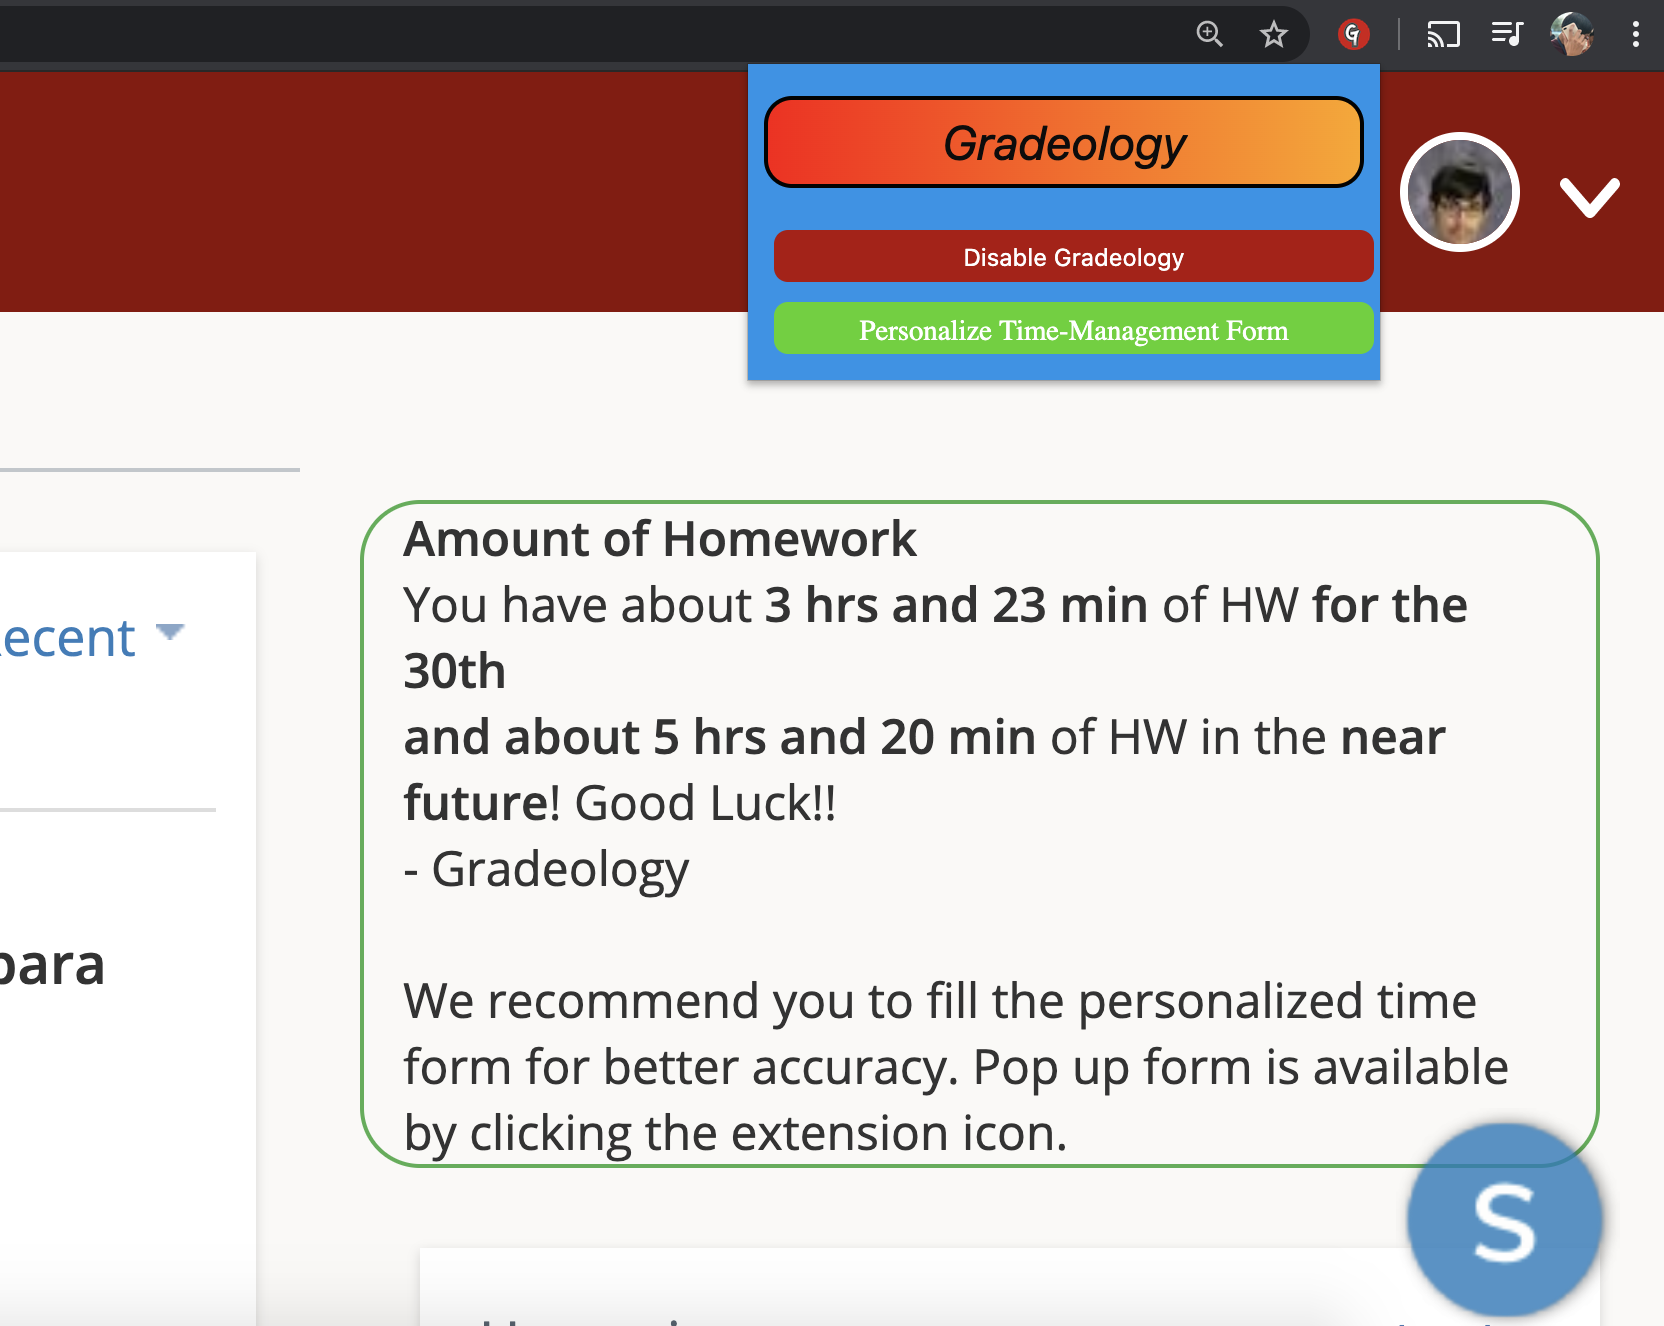 Gradeology
Disable Gradeology
Personalize Time-Management Form
Amount of Homework
You have about 3 hrs and 23 min of HW for the
30th
and about 5 hrs and 20 min of HW in the near
future! Good Luck!!
- Gradeology
We recommend you to fill the personalized time
form for better accuracy. Pop up form is available
by clicking the extension icon.
ecent
para
S